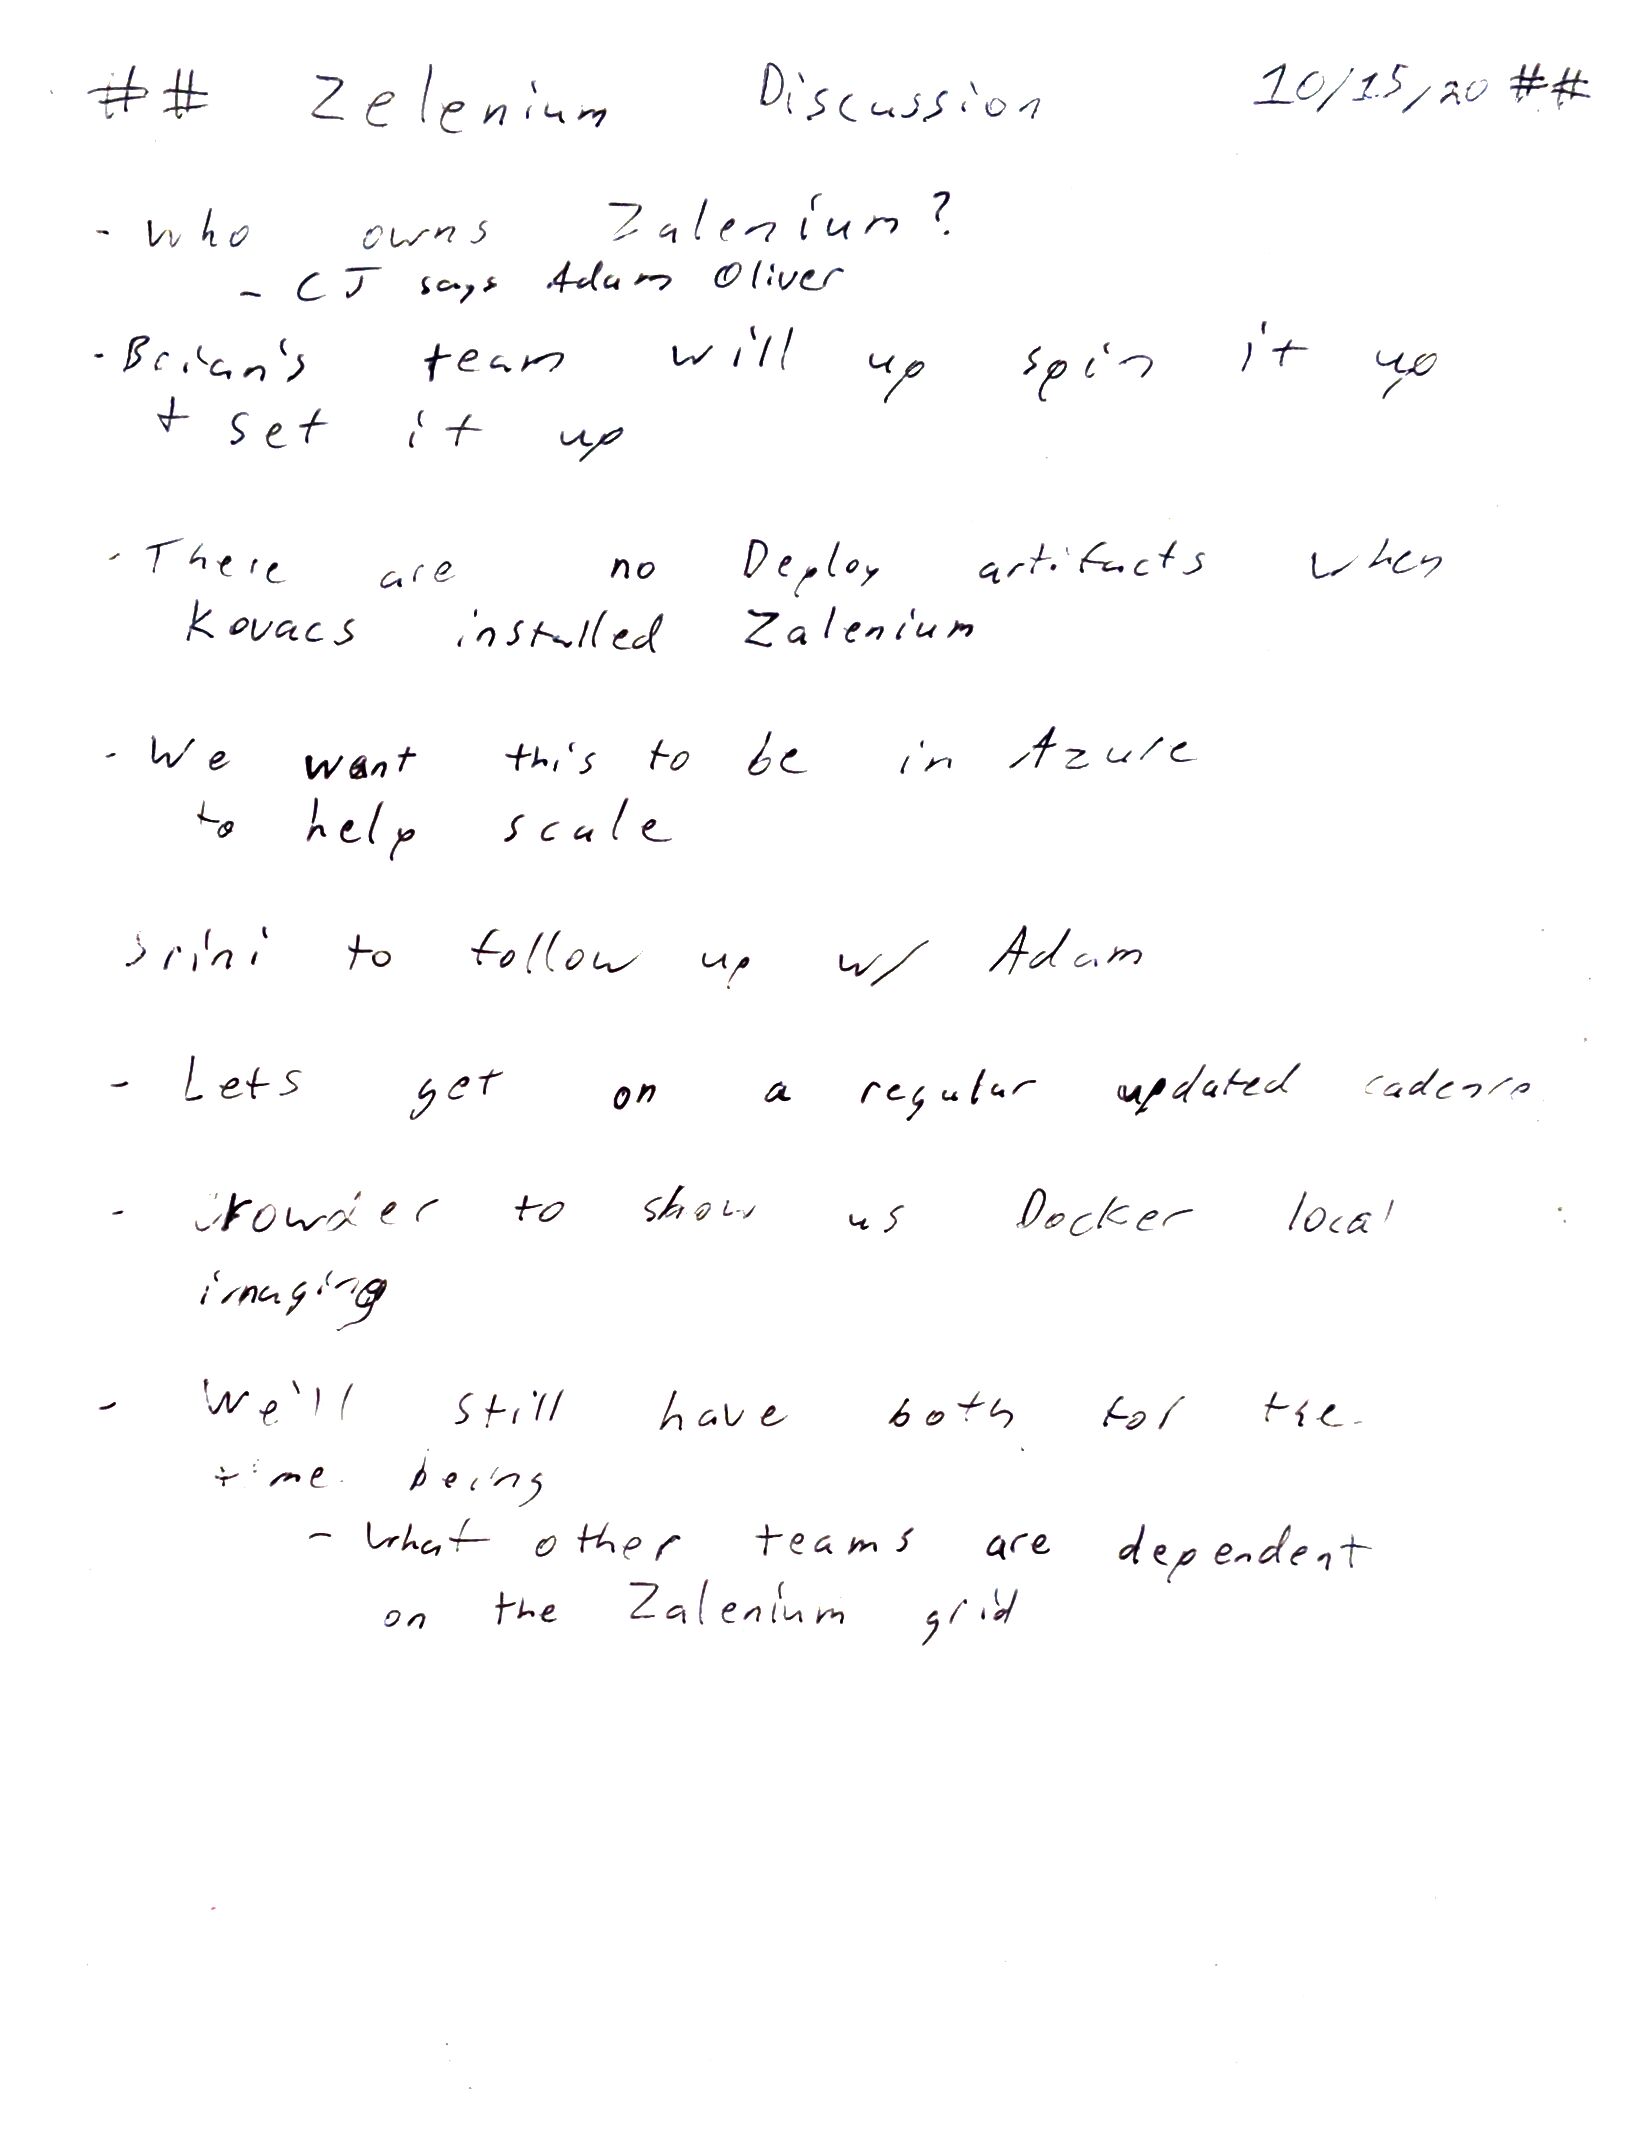 ## Zelenium Discussion 10/15/20 ##
- Who owns Zalenium?
- CJ says Adam Oliver
- Brian's team will up spin it up
+ set it up
- There are no Deploy artifacts when
Kovacs installed Zalenium
- We want this to be in Azure
to help scale
Srini to follow up w/ Adam
- Lets get on a regular updated cadence
- to show us Docker local
imaging
- We'll still have both for the
time being
- What other teams are dependent
on the Zalenium grid